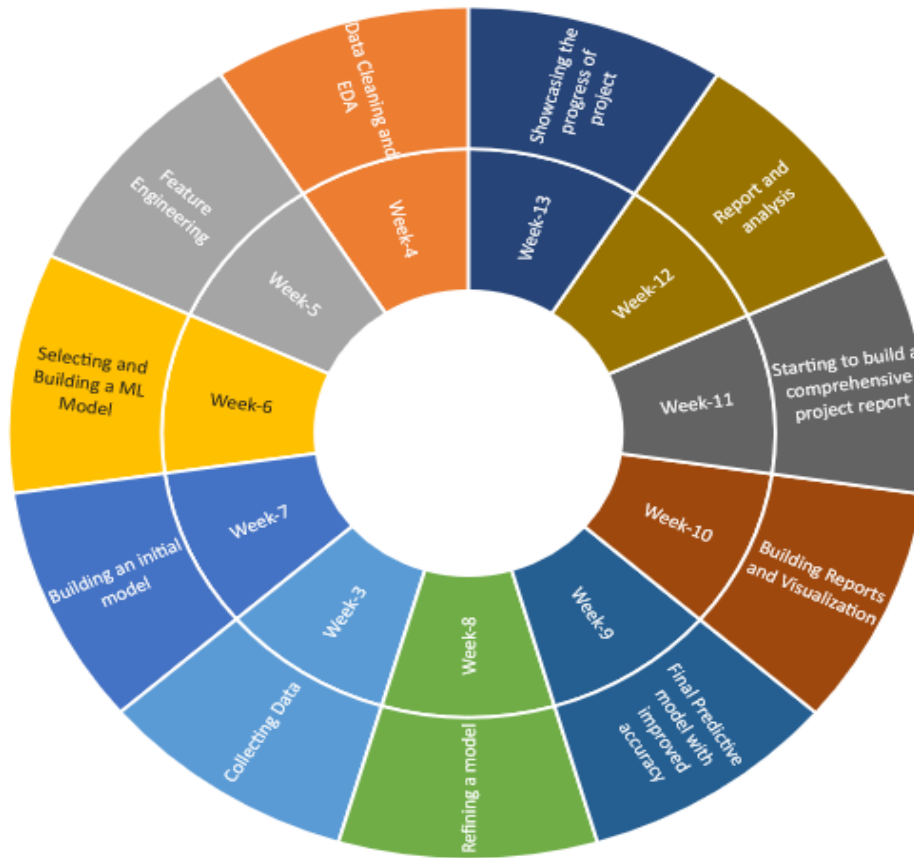 Showcasing the
progress of
project
Week-13
Report and
analysis
Week-12
Starting to build a
comprehensive
project report
Week-11
Building Reports
and Visualization
Week-10
Final Predictive
model with
improved
accuracy
Week-9
Refining a model
Week-8
Collecting Data
Week-3
Building an initial
model
Week-7
Selecting and
Building a ML
Model
Week-6
Feature
Engineering
Week-5
Data Cleaning and
EDA
Week-4